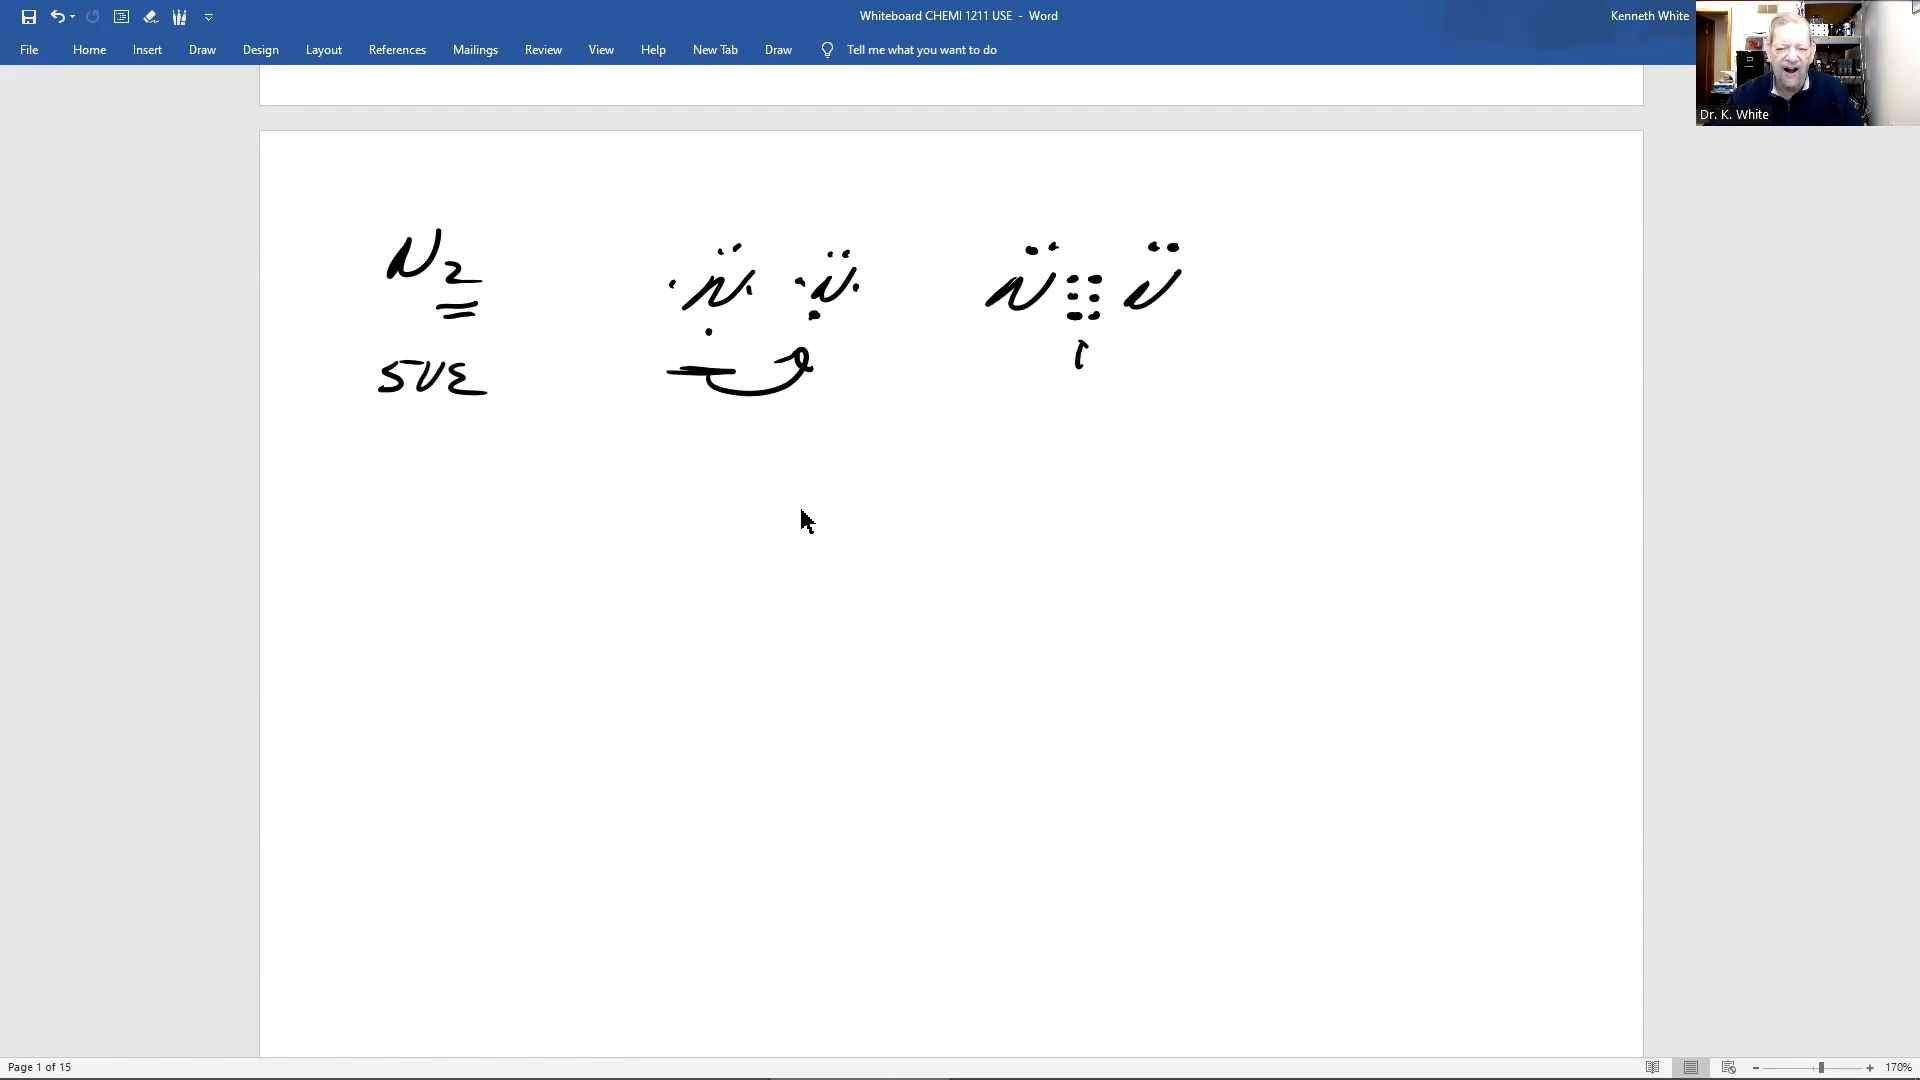 Whiteboard CHEMI 1211 USE - Word
Kenneth White
File Home Insert Draw Design Layout References Mailings Review View Help New Tab Draw Tell me what you want to do
Dr. K. White
N₂ N N N N
5VE
Page 1 of 15
170%